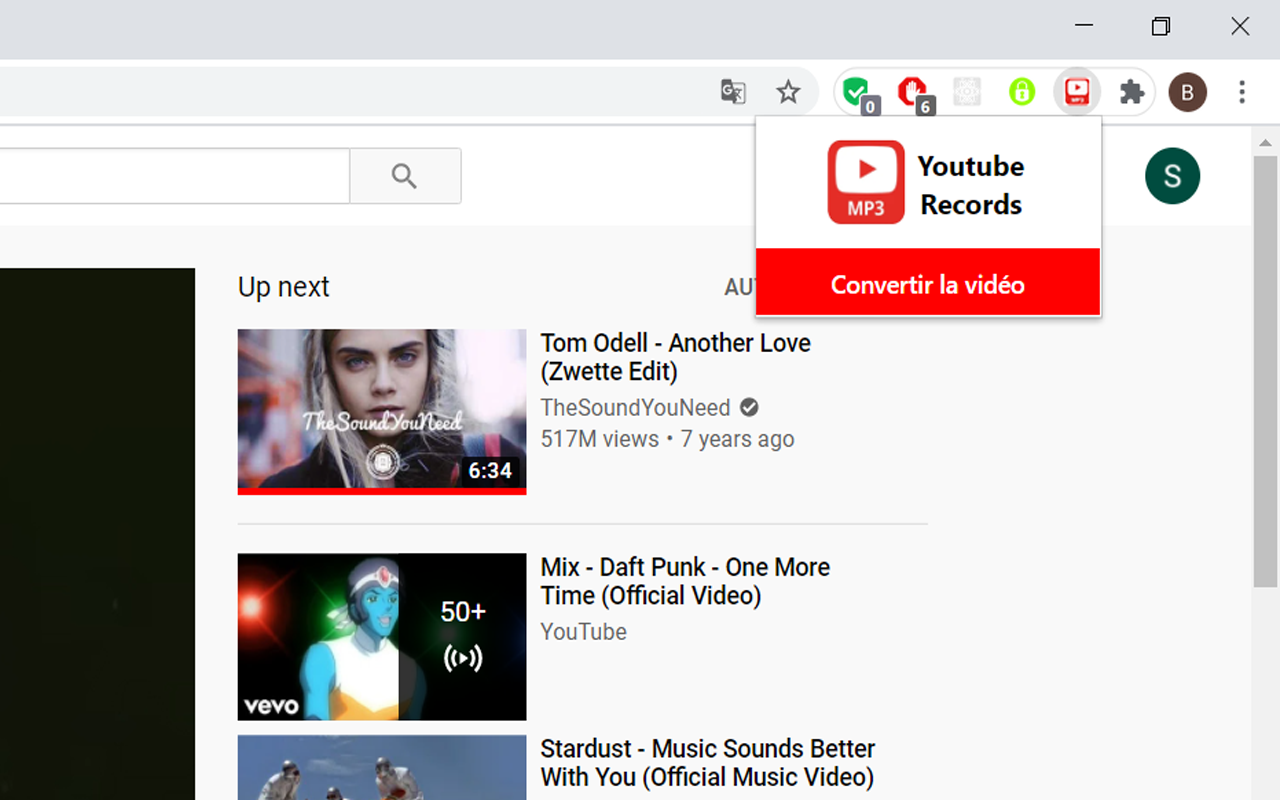 0
6
B
Youtube
Records
MP3
S
Convertir la vidéo
Up next
AU
Tom Odell - Another Love
(Zwette Edit)
TheSoundYouNeed
517M views • 7 years ago
TheSoundYouNeed
6:34
Mix - Daft Punk - One More
Time (Official Video)
YouTube
50+
vevo
Stardust - Music Sounds Better
With You (Official Music Video)